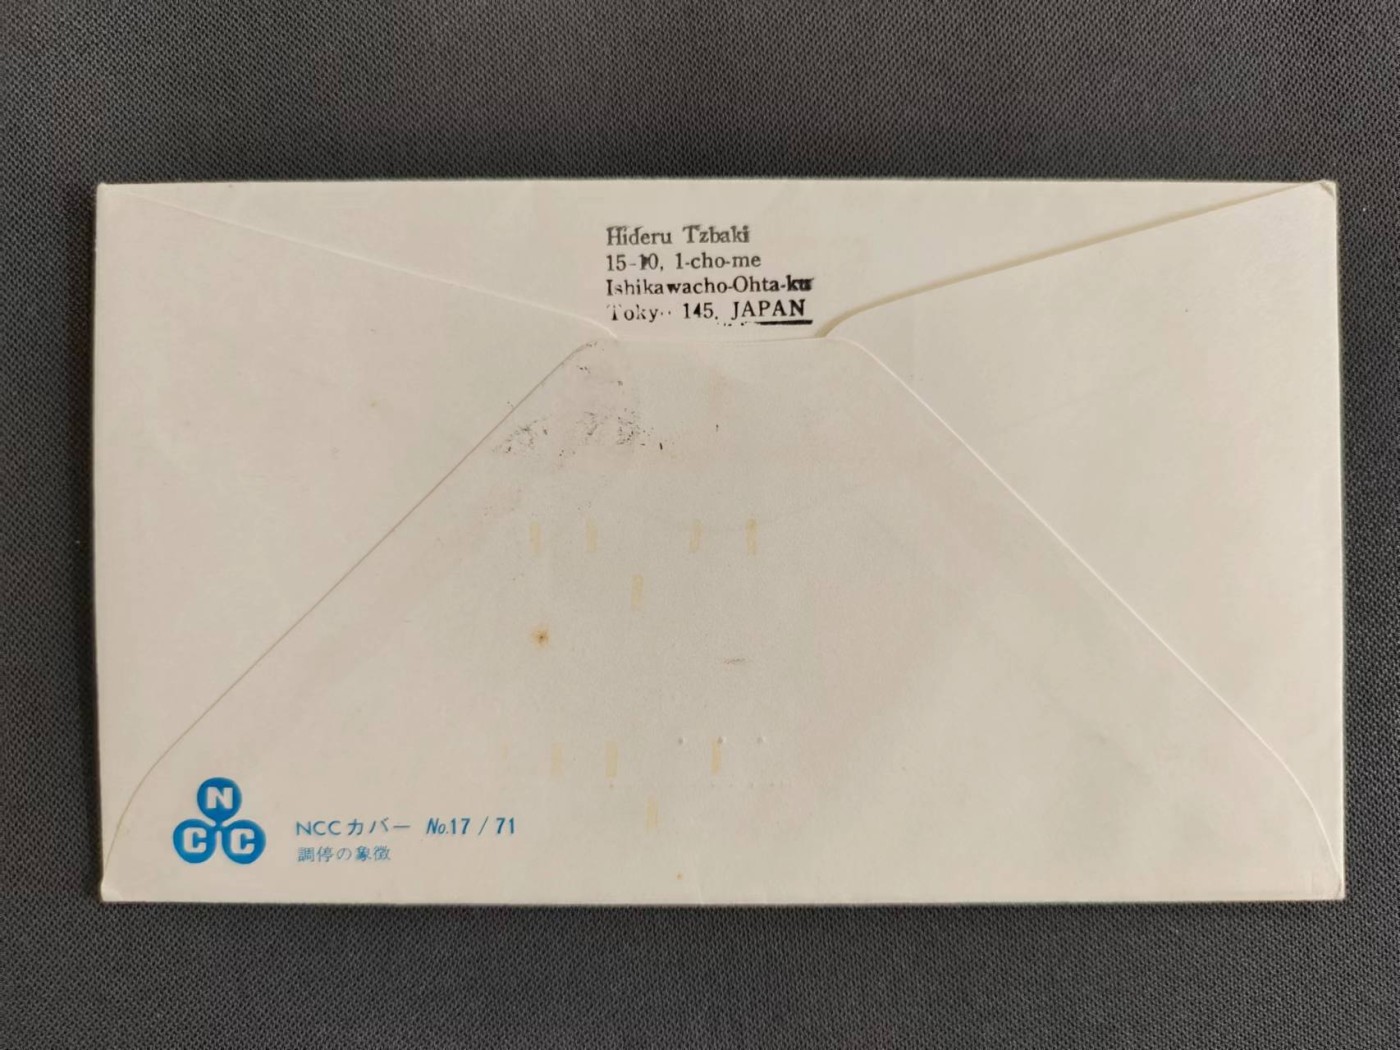 Hideru Tzbaki
15-10, 1-cho-me
Ishikawacho-Ohta-ku
145, JAPAN
N
C C
NCCカバー No.17 / 71
調停の象徴